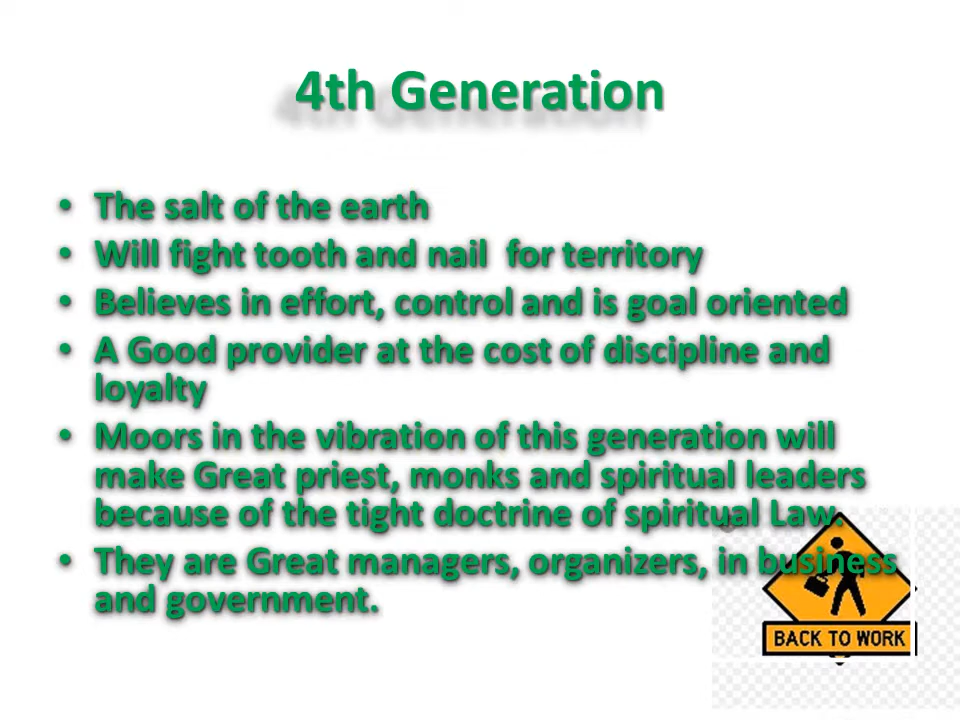 4th Generation
• The salt of the earth
• Will fight tooth and nail  for territory
• Believes in effort, control and is goal oriented
• A Good provider at the cost of discipline and
loyalty
• Moors in the vibration of this generation will
make Great priest, monks and spiritual leaders
because of the tight doctrine of spiritual Law.
• They are Great managers, organizers, in business
and government.
BACK TO WORK